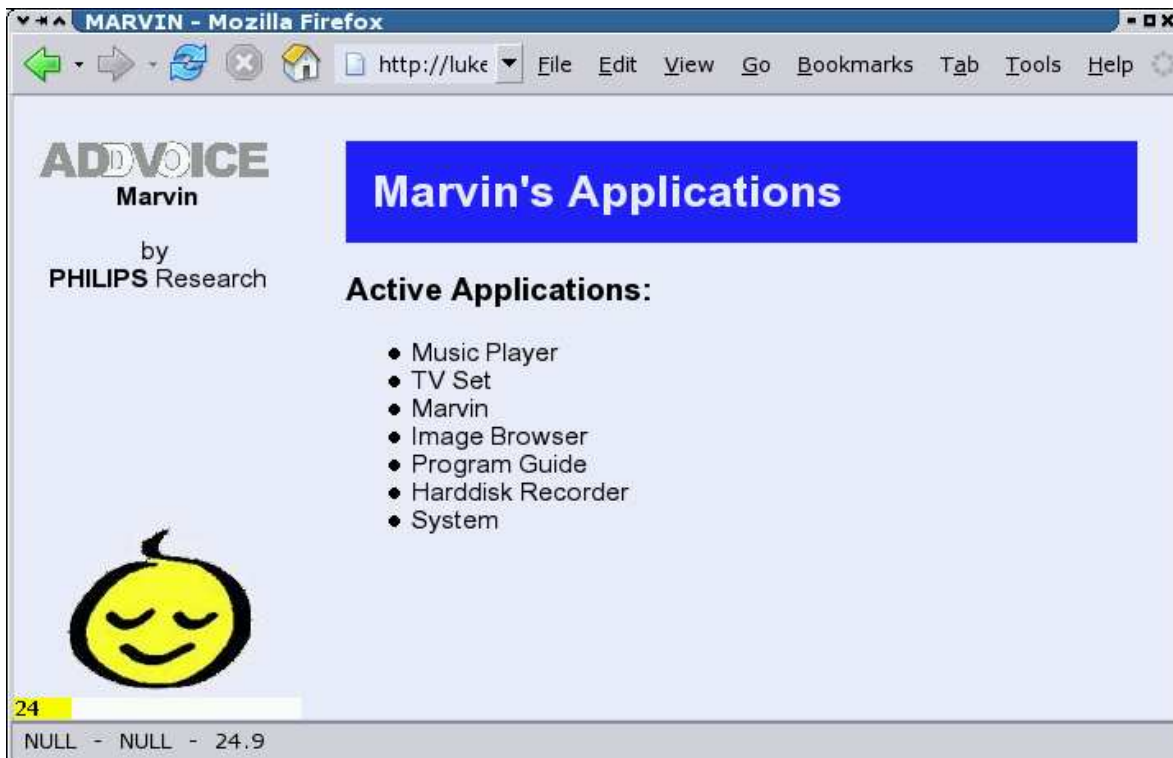 MARVIN - Mozilla Firefox
http://luke File Edit View Go Bookmarks Tab Tools Help
ADDVOICE
Marvin
by
PHILIPS Research
Marvin's Applications
Active Applications:
Music Player
TV Set
Marvin
Image Browser
Program Guide
Harddisk Recorder
System
24
NULL - NULL - 24.9